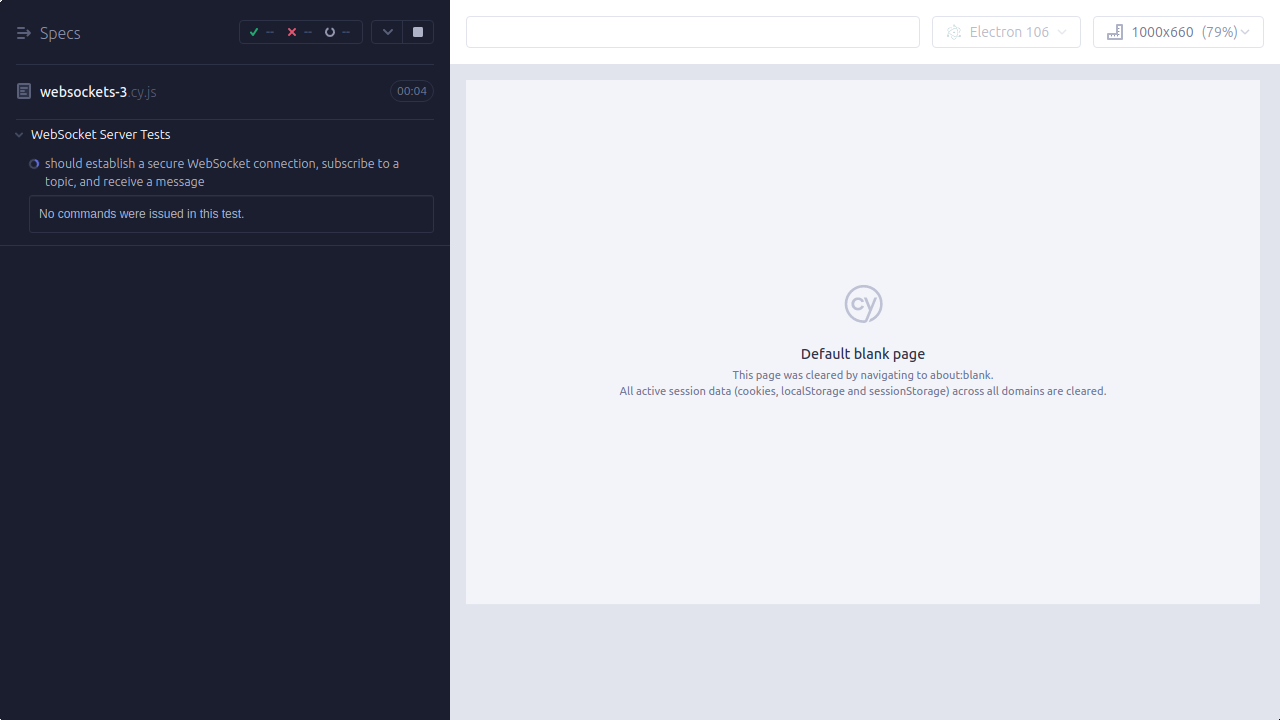 Specs
--
--
--
Electron 106
1000x660 (79%)
websockets-3.cy.js
00:04
WebSocket Server Tests
should establish a secure WebSocket connection, subscribe to a
topic, and receive a message
No commands were issued in this test.
cy
Default blank page
This page was cleared by navigating to about:blank.
All active session data (cookies, localStorage and sessionStorage) across all domains are cleared.